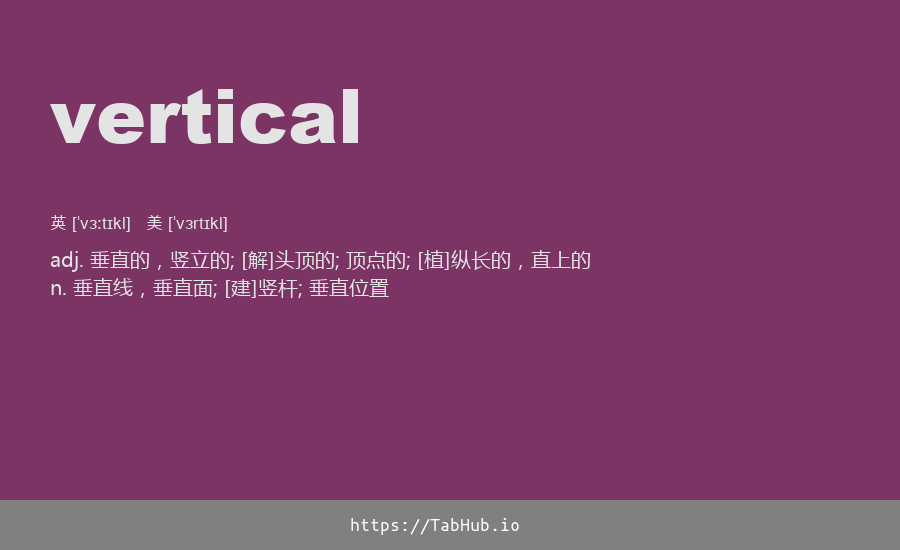 vertical
英 [ˈvɜːtɪkl] 美 [ˈvɜrtɪkl]
adj. 垂直的，竖立的; [解]头顶的; 顶点的; [植]纵长的，直上的
n. 垂直线，垂直面; [建]竖杆; 垂直位置
https://TabHub.io